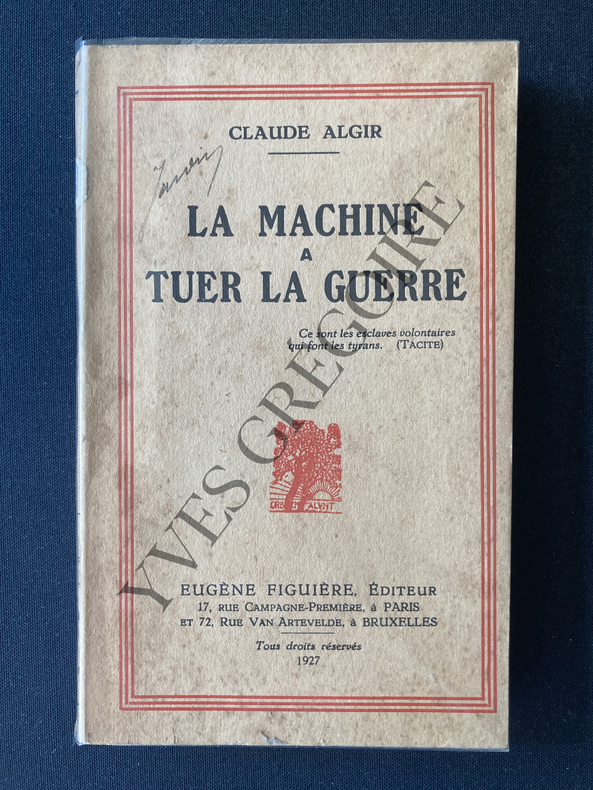 CLAUDE ALGIR
LA MACHINE
A
TUER LA GUERRE
Ce sont les esclaves volontaires
qui font les tyrans. (TACITE)
EUGÈNE FIGUIÈRE, ÉDITEUR
17, RUE CAMPAGNE-PREMIÈRE, à PARIS
ET 72, RUE VAN ARTEVELDE, à BRUXELLES
Tous droits réservés
1927
YVES GREGOIRE